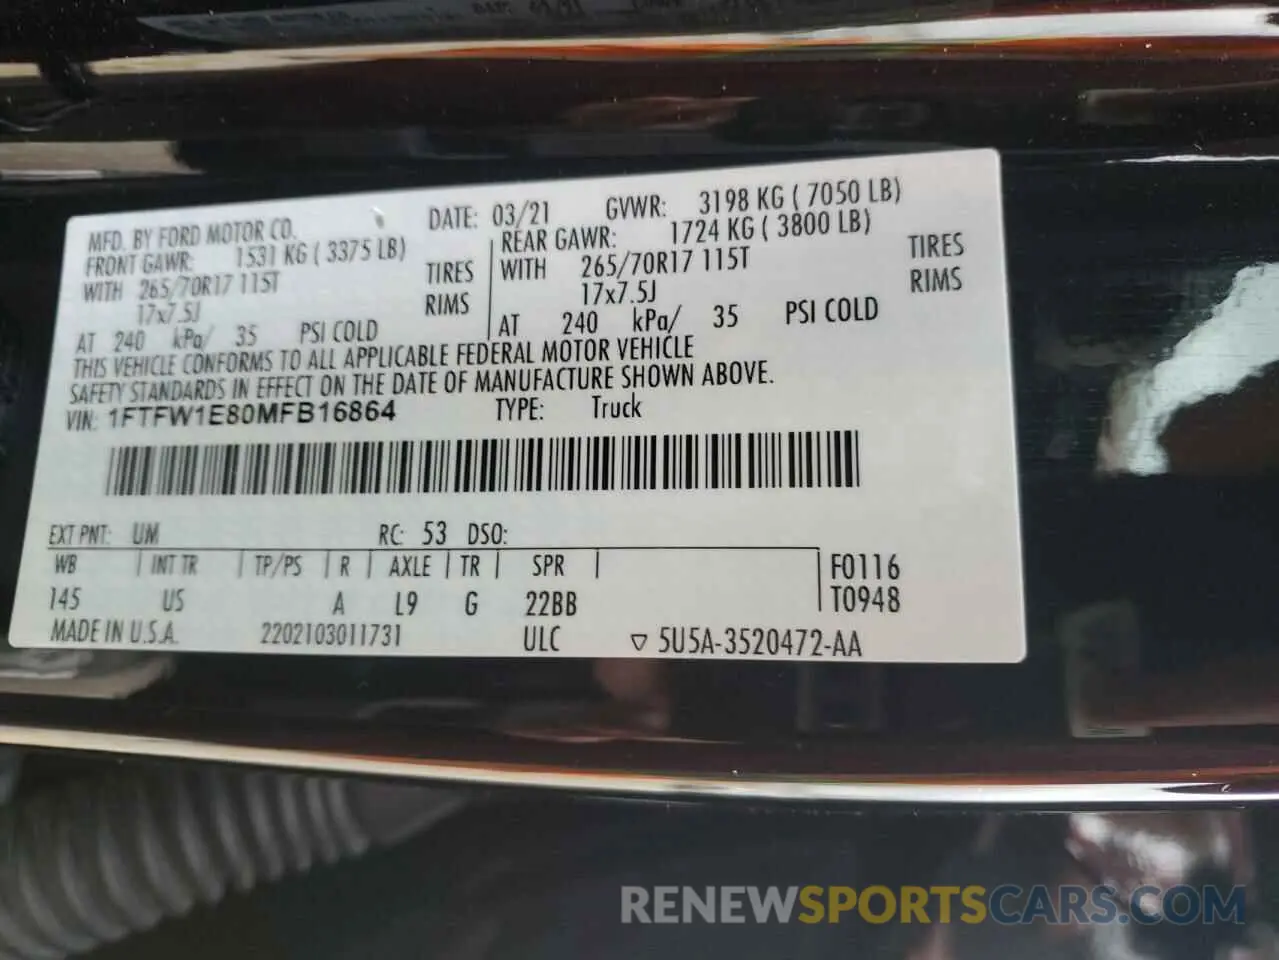 MFD. BY FORD MOTOR CO. DATE: 03/21 GVWR: 3198 KG ( 7050 LB)
FRONT GAWR: 1531 KG ( 3375 LB) REAR GAWR: 1724 KG ( 3800 LB)
WITH 265/70R17 115T TIRES WITH 265/70R17 115T TIRES
17x7.5J RIMS 17x7.5J RIMS
AT 240 kPa/ 35 PSI COLD AT 240 kPa/ 35 PSI COLD
THIS VEHICLE CONFORMS TO ALL APPLICABLE FEDERAL MOTOR VEHICLE
SAFETY STANDARDS IN EFFECT ON THE DATE OF MANUFACTURE SHOWN ABOVE.
VIN: 1FTFW1E80MFB16864 TYPE: Truck
EXT PNT: UM RC: 53 DSO:
WB | INT TR | TP/PS | R | AXLE | TR | SPR | F0116
145 US A L9 G 22BB T0948
MADE IN U.S.A. 2202103011731 ULC ▽ 5U5A-3520472-AA
RENEWSPORTSCARS.COM